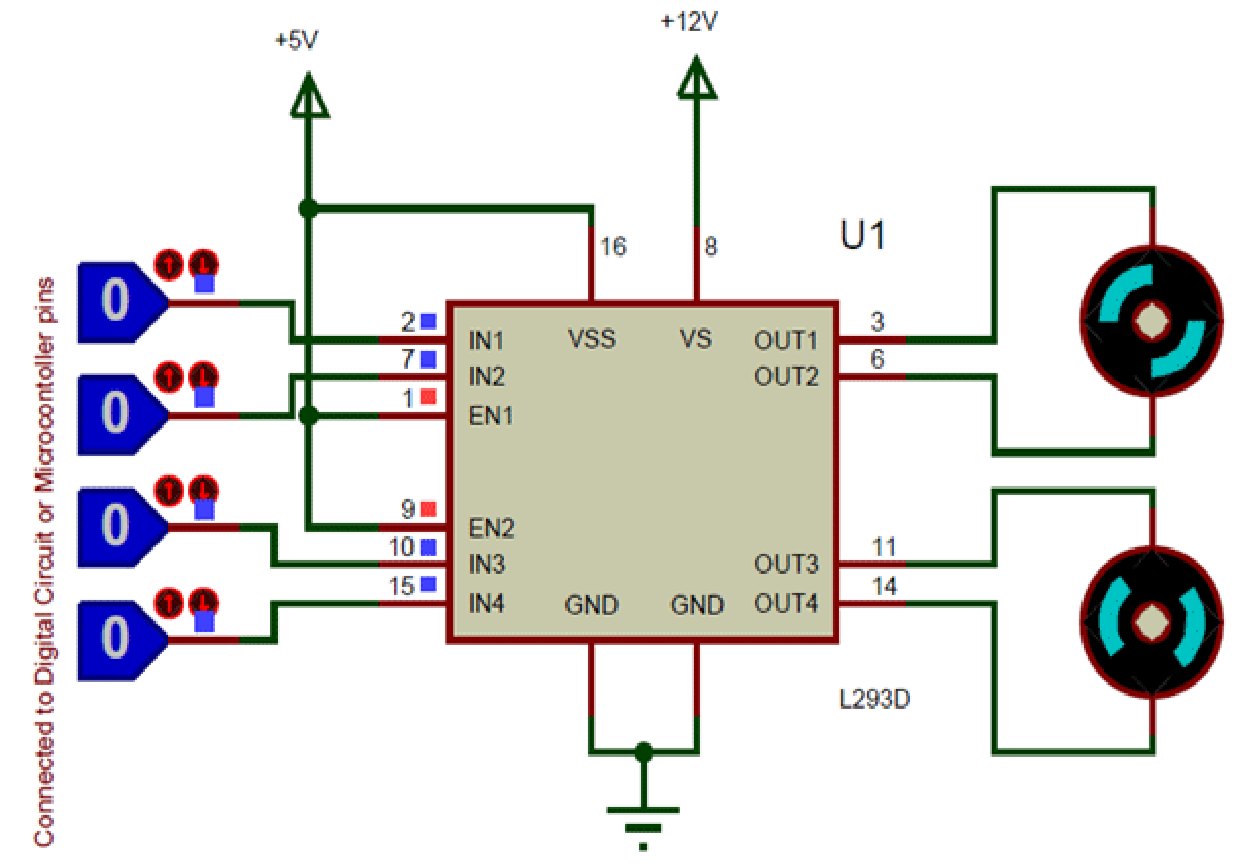 +5V
+12V
16
8
U1
Connected to Digital Circuit or Microcontoller pins
0
0
0
0
2
7
1
9
10
15
IN1
IN2
EN1
EN2
IN3
IN4
VSS
VS
GND
GND
OUT1
OUT2
OUT3
OUT4
3
6
11
14
L293D